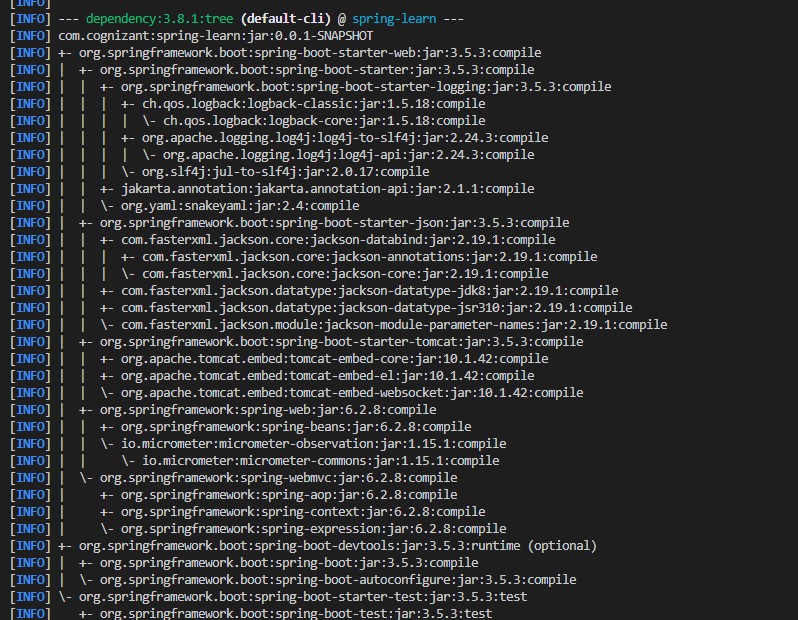 [INFO]
[INFO] --- dependency:3.8.1:tree (default-cli) @ spring-learn ---
[INFO] com.cognizant:spring-learn:jar:0.0.1-SNAPSHOT
[INFO] +- org.springframework.boot:spring-boot-starter-web:jar:3.5.3:compile
[INFO] |  +- org.springframework.boot:spring-boot-starter:jar:3.5.3:compile
[INFO] |  |  +- org.springframework.boot:spring-boot-starter-logging:jar:3.5.3:compile
[INFO] |  |  |  +- ch.qos.logback:logback-classic:jar:1.5.18:compile
[INFO] |  |  |  |  \- ch.qos.logback:logback-core:jar:1.5.18:compile
[INFO] |  |  |  +- org.apache.logging.log4j:log4j-to-slf4j:jar:2.24.3:compile
[INFO] |  |  |  |  \- org.apache.logging.log4j:log4j-api:jar:2.24.3:compile
[INFO] |  |  |  \- org.slf4j:jul-to-slf4j:jar:2.0.17:compile
[INFO] |  |  +- jakarta.annotation:jakarta.annotation-api:jar:2.1.1:compile
[INFO] |  |  \- org.yaml:snakeyaml:jar:2.4:compile
[INFO] |  +- org.springframework.boot:spring-boot-starter-json:jar:3.5.3:compile
[INFO] |  |  +- com.fasterxml.jackson.core:jackson-databind:jar:2.19.1:compile
[INFO] |  |  |  +- com.fasterxml.jackson.core:jackson-annotations:jar:2.19.1:compile
[INFO] |  |  |  \- com.fasterxml.jackson.core:jackson-core:jar:2.19.1:compile
[INFO] |  |  +- com.fasterxml.jackson.datatype:jackson-datatype-jdk8:jar:2.19.1:compile
[INFO] |  |  +- com.fasterxml.jackson.datatype:jackson-datatype-jsr310:jar:2.19.1:compile
[INFO] |  |  \- com.fasterxml.jackson.module:jackson-module-parameter-names:jar:2.19.1:compile
[INFO] |  +- org.springframework.boot:spring-boot-starter-tomcat:jar:3.5.3:compile
[INFO] |  |  +- org.apache.tomcat.embed:tomcat-embed-core:jar:10.1.42:compile
[INFO] |  |  +- org.apache.tomcat.embed:tomcat-embed-el:jar:10.1.42:compile
[INFO] |  |  \- org.apache.tomcat.embed:tomcat-embed-websocket:jar:10.1.42:compile
[INFO] |  +- org.springframework:spring-web:jar:6.2.8:compile
[INFO] |  |  +- org.springframework:spring-beans:jar:6.2.8:compile
[INFO] |  |  \- io.micrometer:micrometer-observation:jar:1.15.1:compile
[INFO] |  |     \- io.micrometer:micrometer-commons:jar:1.15.1:compile
[INFO] |  \- org.springframework:spring-webmvc:jar:6.2.8:compile
[INFO] |     +- org.springframework:spring-aop:jar:6.2.8:compile
[INFO] |     +- org.springframework:spring-context:jar:6.2.8:compile
[INFO] |     \- org.springframework:spring-expression:jar:6.2.8:compile
[INFO] +- org.springframework.boot:spring-boot-devtools:jar:3.5.3:runtime (optional)
[INFO] |  +- org.springframework.boot:spring-boot:jar:3.5.3:compile
[INFO] |  \- org.springframework.boot:spring-boot-autoconfigure:jar:3.5.3:compile
[INFO] \- org.springframework.boot:spring-boot-starter-test:jar:3.5.3:test
[INFO]    +- org.springframework.boot:spring-boot-test:jar:3.5.3:test